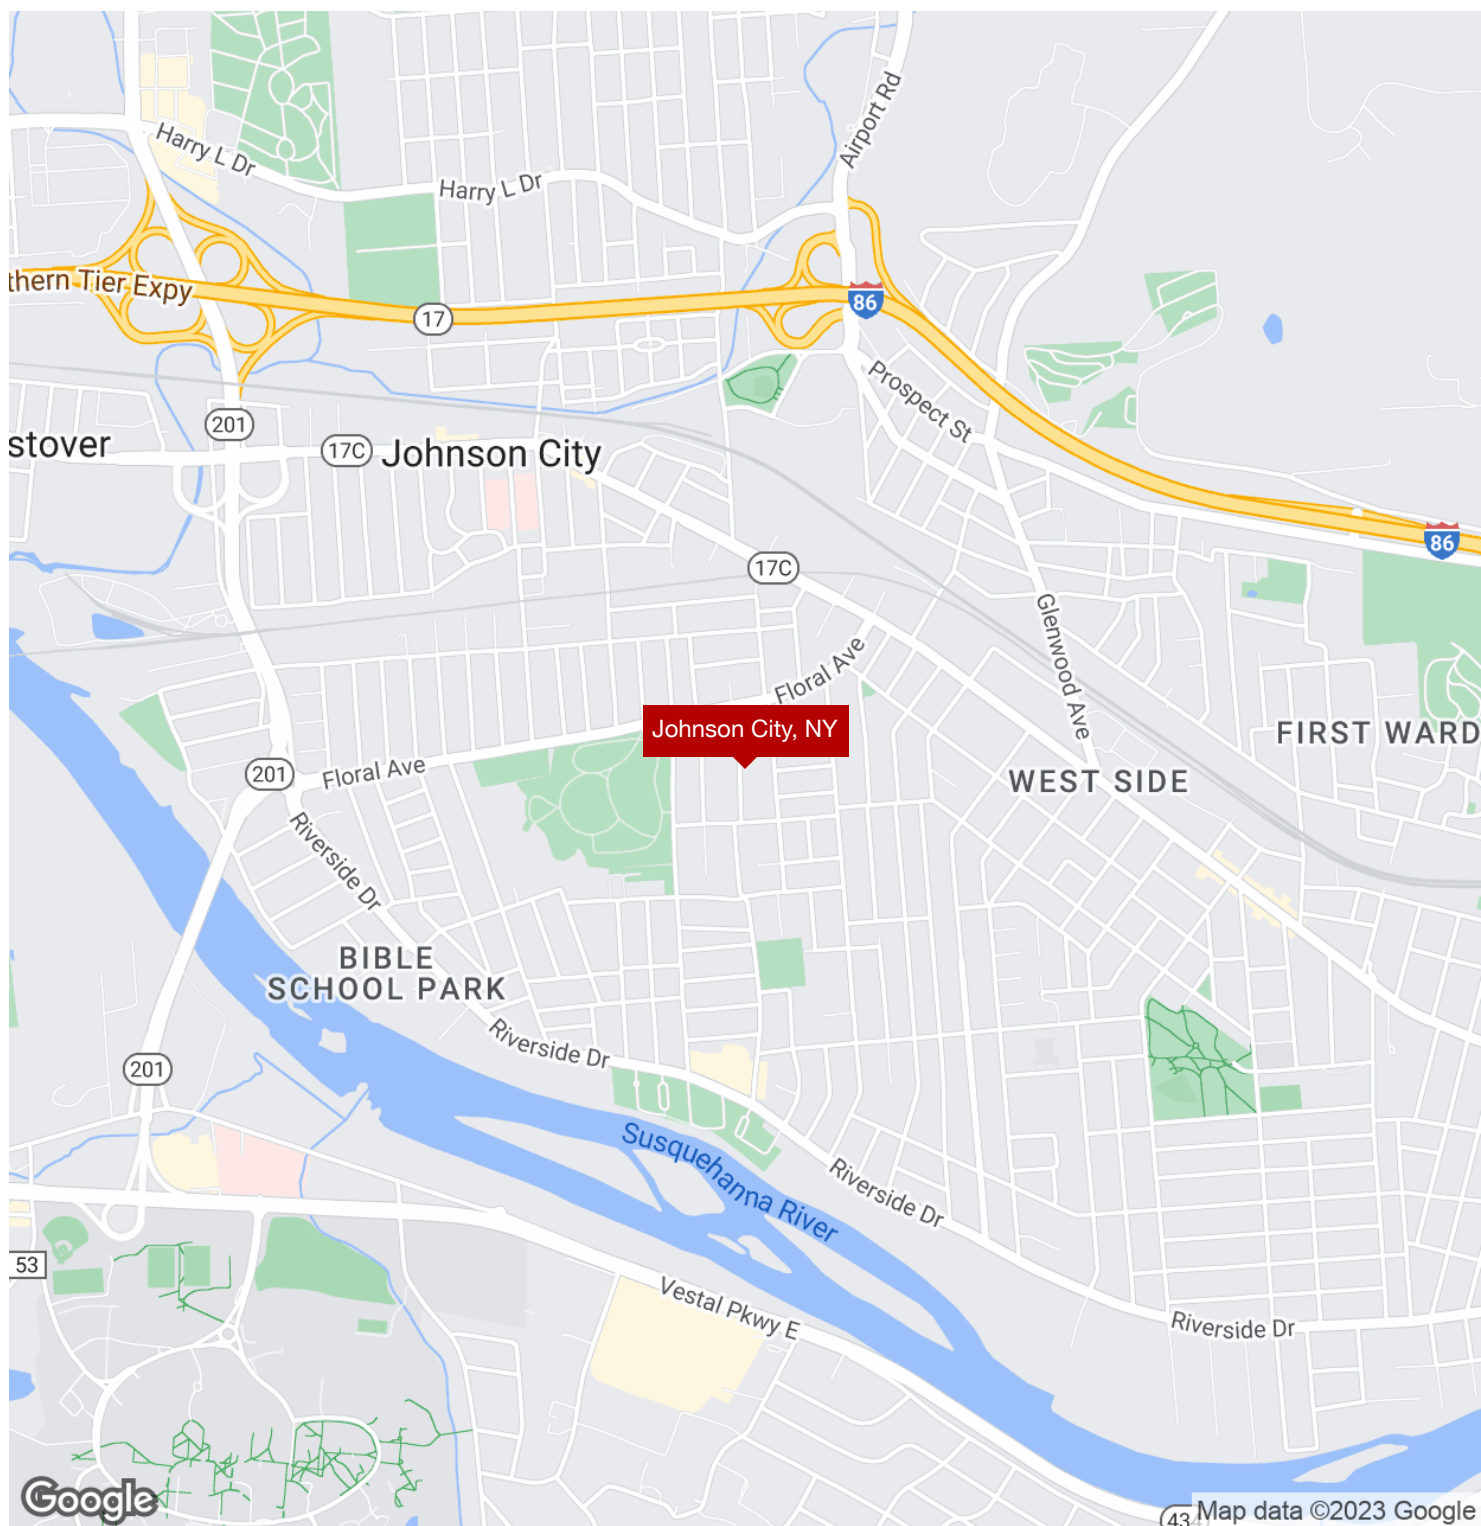 Airport Rd
Harry L Dr
Harry L Dr
thern Tier Expy
17
86
Prospect St
201
stover
17C
Johnson City
86
17C
Glenwood Ave
Floral Ave
Johnson City, NY
FIRST WARD
201
Floral Ave
WEST SIDE
Riverside Dr
BIBLE
SCHOOL PARK
Riverside Dr
201
Susquehanna River
Riverside Dr
53
Vestal Pkwy E
Riverside Dr
Google
434
Map data ©2023 Google